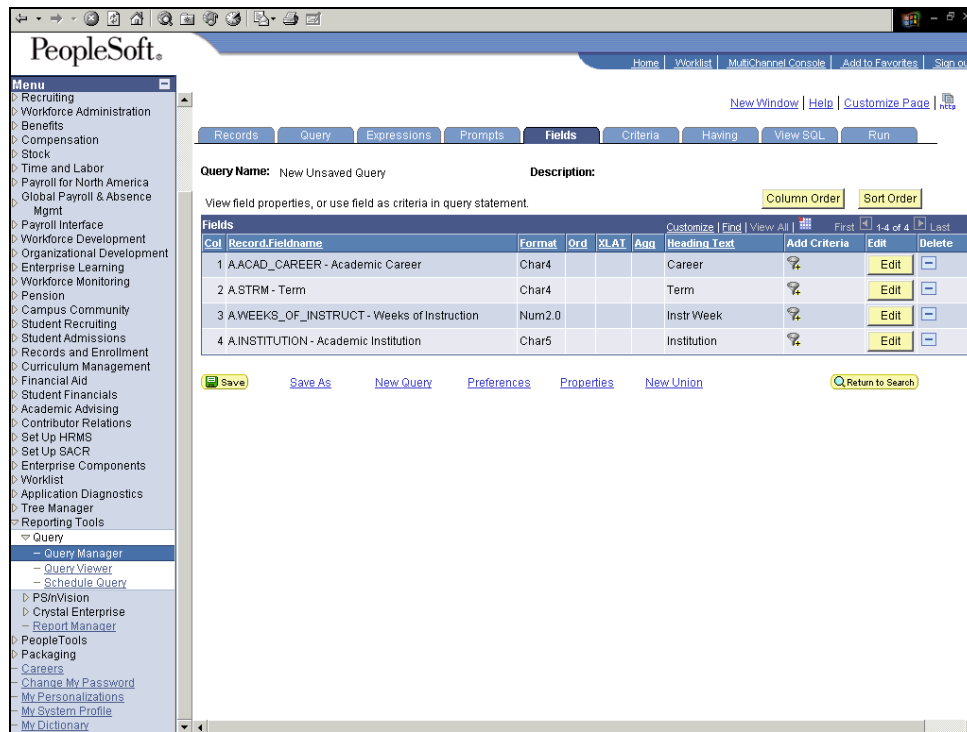 PeopleSoft.
Home | Worklist | MultiChannel Console | Add to Favorites | Sign ou
Menu
Recruiting
Workforce Administration
Benefits
Compensation
Stock
Time and Labor
Payroll for North America
Global Payroll & Absence
Mgmt
Payroll Interface
Workforce Development
Organizational Development
Enterprise Learning
Workforce Monitoring
Pension
Campus Community
Student Recruiting
Student Admissions
Records and Enrollment
Curriculum Management
Financial Aid
Student Financials
Academic Advising
Contributor Relations
Set Up HRMS
Set Up SACR
Enterprise Components
Worklist
Application Diagnostics
Tree Manager
Reporting Tools
Query
Query Manager
Query Viewer
Schedule Query
PS/nVision
Crystal Enterprise
Report Manager
PeopleTools
Packaging
Careers
Change My Password
My Personalizations
My System Profile
My Dictionary
New Window | Help | Customize Page | http
Records Query Expressions Prompts Fields Criteria Having View SQL Run
Query Name: New Unsaved Query Description:
View field properties, or use field as criteria in query statement. Column Order Sort Order
Fields Customize | Find | View All | First 1-4 of 4 Last
Col Record.Fieldname Format Ord XLAT Agg Heading Text Add Criteria Edit Delete
1 A.ACAD_CAREER - Academic Career Char4 Career Edit
2 A.STRM - Term Char4 Term Edit
3 A.WEEKS_OF_INSTRUCT - Weeks of Instruction Num2.0 Instr Week Edit
4 A.INSTITUTION - Academic Institution Char5 Institution Edit
Save Save As New Query Preferences Properties New Union Return to Search